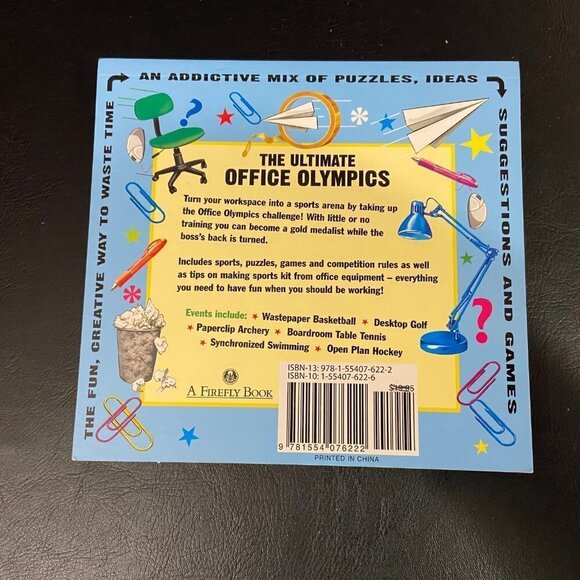 AN ADDICTIVE MIX OF PUZZLES, IDEAS
SUGGESTIONS AND GAMES
THE FUN, CREATIVE WAY TO WASTE TIME
THE ULTIMATE
OFFICE OLYMPICS
Turn your workspace into a sports arena by taking up
the Office Olympics challenge! With little or no
training you can become a gold medalist while the
boss's back is turned.
Includes sports, puzzles, games and competition rules as well
as tips on making sports kit from office equipment – everything
you need to have fun when you should be working!
Events include: ★ Wastepaper Basketball ★ Desktop Golf
★ Paperclip Archery ★ Boardroom Table Tennis
★ Synchronized Swimming ★ Open Plan Hockey
A FIREFLY BOOK
ISBN-13: 978-1-55407-622-2
ISBN-10: 1-55407-622-6
9 781554 076222
PRINTED IN CHINA